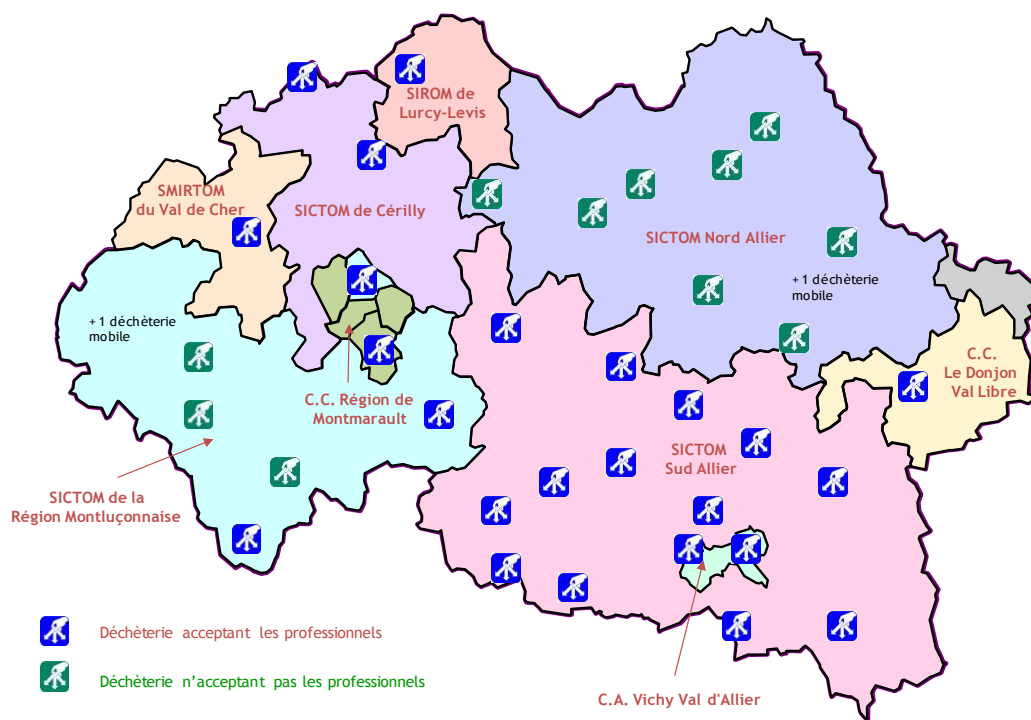 SIROM de
Lurcy-Levis
SMIRTOM
du Val de Cher
SICTOM de Cérilly
SICTOM Nord Allier
+ 1 déchèterie
mobile
+ 1 déchèterie
mobile
C.C.
Le Donjon
Val Libre
C.C. Région de
Montmarault
SICTOM
Sud Allier
SICTOM de la
Région Montluçonnaise
C.A. Vichy Val d'Allier
Déchèterie acceptant les professionnels
Déchèterie n'acceptant pas les professionnels